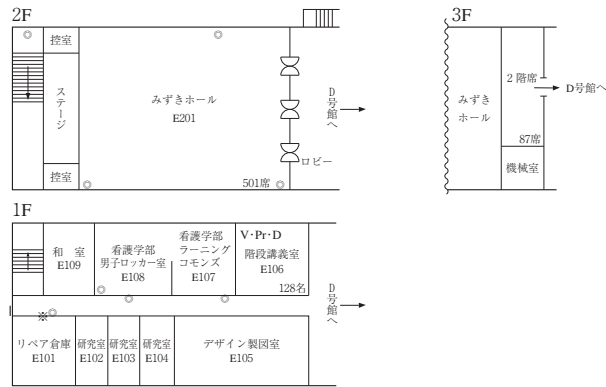 2F
控室
ステージ
みずきホール
E201
控室
501席
ロビー
D号館へ
3F
みずき
ホール
2階席
87席
機械室
D号館へ
1F
和 室
E109
看護学部
男子ロッカー室
E108
看護学部
ラーニング
コモンズ
E107
V･Pr･D
階段講義室
E106
128名
D号館へ
※
リペア倉庫
E101
研究室
E102
研究室
E103
研究室
E104
デザイン製図室
E105